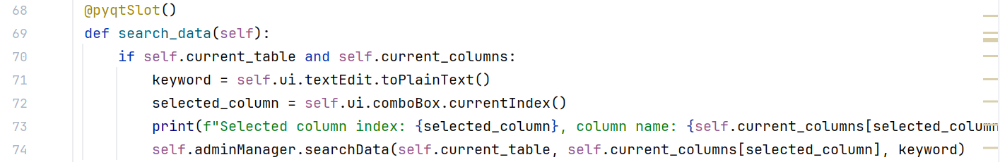 68 @pyqtSlot()
69 def search_data(self):
70 if self.current_table and self.current_columns:
71 keyword = self.ui.textEdit.toPlainText()
72 selected_column = self.ui.comboBox.currentIndex()
73 print(f"Selected column index: {selected_column}, column name: {self.current_columns[selected_column
74 self.adminManager.searchData(self.current_table, self.current_columns[selected_column], keyword)